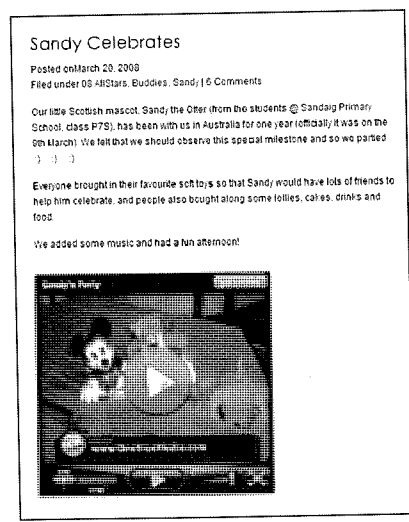 Sandy Celebrates
Posted onMarch 20, 2008
Filed under 08 AllStars, Buddies, Sandy | 6 Comments
Our little Scottish mascot, Sandy the Otter (from the students @ Sandaig Primary
School, class P7S), has been with us in Australia for one year (officially it was on the
9th March). We felt that we should observe this special milestone and so we partied
:) :) :)
Everyone brought in their favourite soft toys so that Sandy would have lots of friends to
help him celebrate, and people also bought along some lollies, cakes, drinks and
food.
We added some music and had a fun afternoon!
Sandy's Party